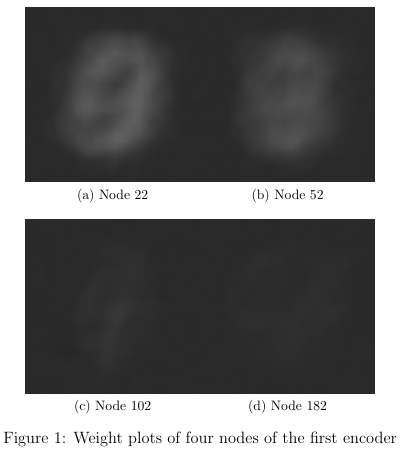 (a) Node 22
(b) Node 52
(c) Node 102
(d) Node 182
Figure 1: Weight plots of four nodes of the first encoder